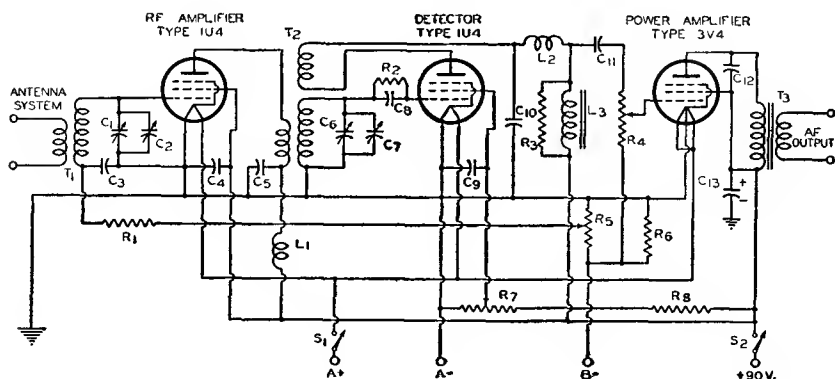 RF AMPLIFIER
TYPE 1U4
DETECTOR
TYPE 1U4
POWER AMPLIFIER
TYPE 3V4
ANTENNA
SYSTEM
T1
C1
C2
C3
C4
C5
R1
L1
T2
R2
C8
C6
C7
C9
C10
L2
C11
R3
L3
R4
C12
T3
AF
OUTPUT
C13
+
-
R5
R6
R7
R8
S1
S2
A+
A-
B-
+90V.